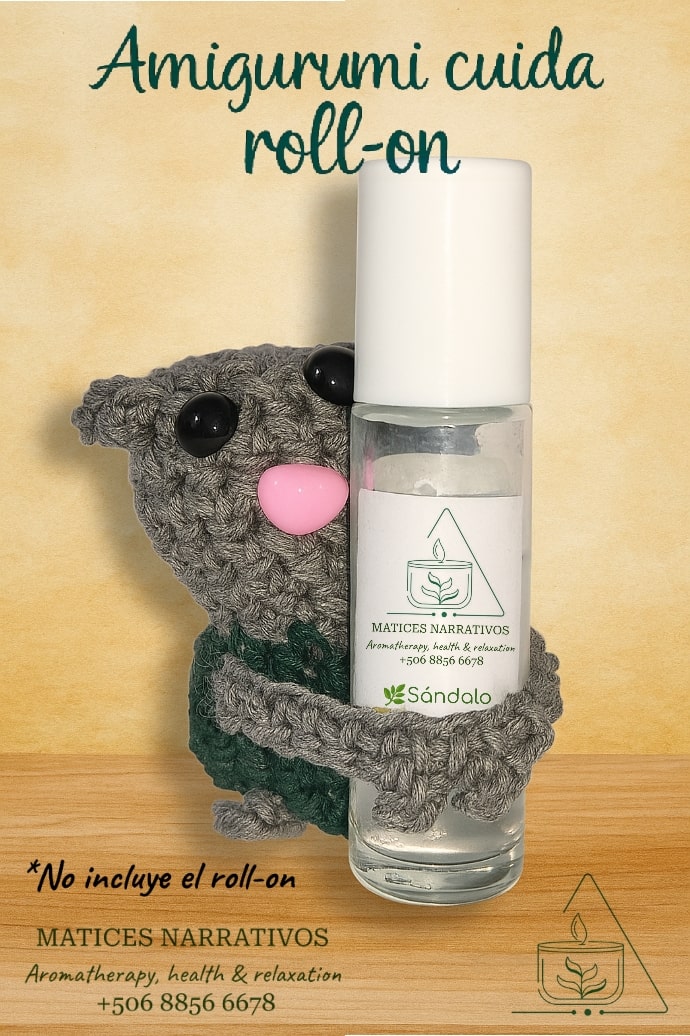 Amigurumi cuida
roll-on
MATICES NARRATIVOS
Aromatherapy, health & relaxation
+506 8856 6678
Sándalo
*No incluye el roll-on
MATICES NARRATIVOS
Aromatherapy, health & relaxation
+506 8856 6678